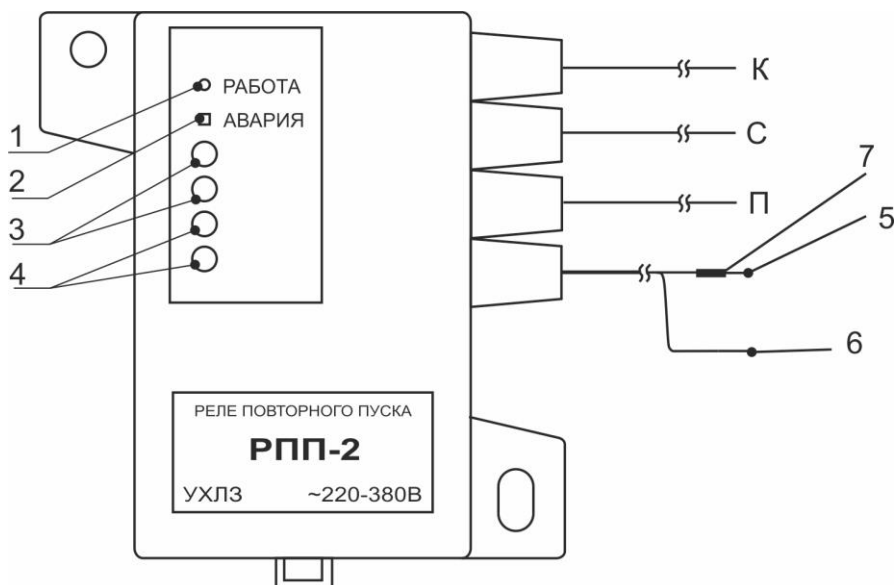 РАБОТА
АВАРИЯ
1
2
3
4
К
С
П
7
5
6
РЕЛЕ ПОВТОРНОГО ПУСКА
РПП-2
УХЛ3 ~220-380В